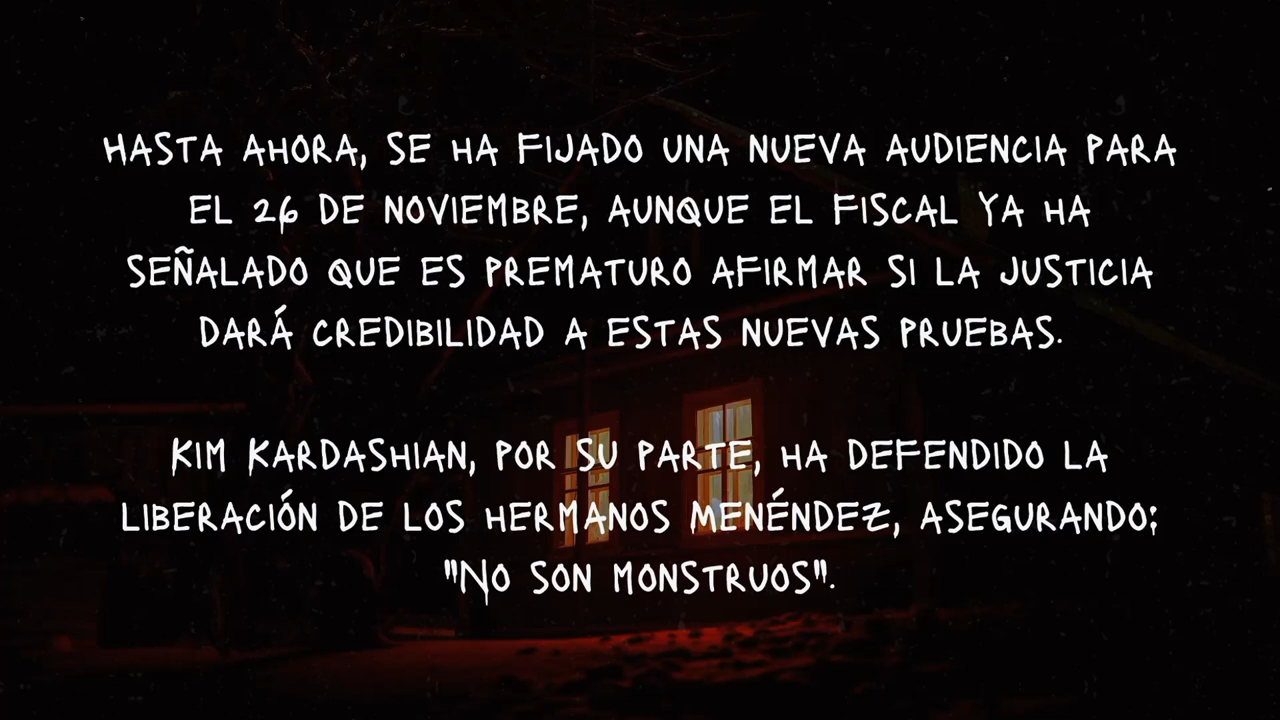 HASTA AHORA, SE HA FIJADO UNA NUEVA AUDIENCIA PARA
EL 26 DE NOVIEMBRE, AUNQUE EL FISCAL YA HA
SEÑALADO QUE ES PREMATURO AFIRMAR SI LA JUSTICIA
DARÁ CREDIBILIDAD A ESTAS NUEVAS PRUEBAS.
KIM KARDASHIAN, POR SU PARTE, HA DEFENDIDO LA
LIBERACIÓN DE LOS HERMANOS MENÉNDEZ, ASEGURANDO;
"NO SON MONSTRUOS".